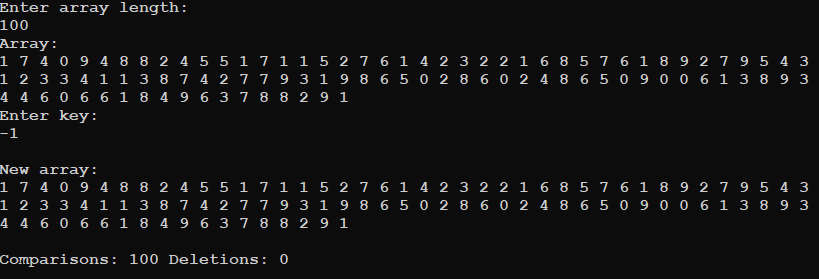 Enter array length:
100
Array:
1 7 4 0 9 4 8 8 2 4 5 5 1 7 1 1 5 2 7 6 1 4 2 3 2 2 1 6 8 5 7 6 1 8 9 2 7 9 5 4 3
1 2 3 3 4 1 1 3 8 7 4 2 7 7 9 3 1 9 8 6 5 0 2 8 6 0 2 4 8 6 5 0 9 0 0 6 1 3 8 9 3
4 4 6 0 6 6 1 8 4 9 6 3 7 8 8 2 9 1
Enter key:
-1
New array:
1 7 4 0 9 4 8 8 2 4 5 5 1 7 1 1 5 2 7 6 1 4 2 3 2 2 1 6 8 5 7 6 1 8 9 2 7 9 5 4 3
1 2 3 3 4 1 1 3 8 7 4 2 7 7 9 3 1 9 8 6 5 0 2 8 6 0 2 4 8 6 5 0 9 0 0 6 1 3 8 9 3
4 4 6 0 6 6 1 8 4 9 6 3 7 8 8 2 9 1
Comparisons: 100 Deletions: 0